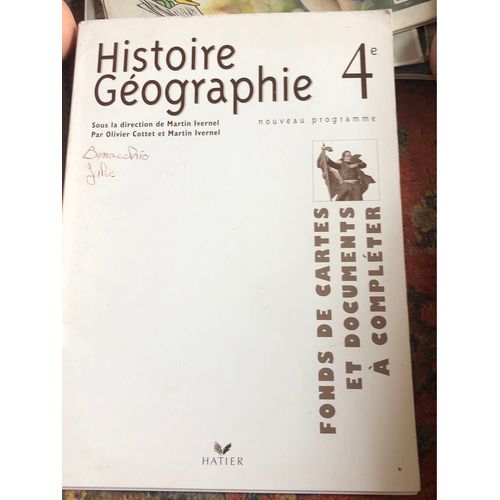 Histoire
Géographie 4e
Sous la direction de Martin Ivernel
Par Olivier Cottet et Martin Ivernel
nouveau programme
Benacchio
FONDS DE CARTES
ET DOCUMENTS
À COMPLÉTER
HATIER